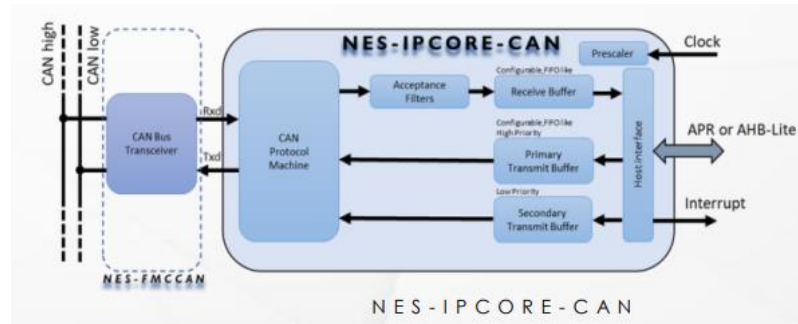 CAN high
CAN low
CAN Bus
Transceiver
NES-FMCCAN
Rxd
Txd
NES-IPCORE-CAN
CAN
Protocol
Machine
Acceptance
Filters
Configurable,FIFO like
Receive Buffer
Configurable,FIFO like
High Priority
Primary
Transmit Buffer
Low Priority
Secondary
Transmit Buffer
Prescaler
Host interface
Clock
APR or AHB-Lite
Interrupt
NES-IPCORE-CAN